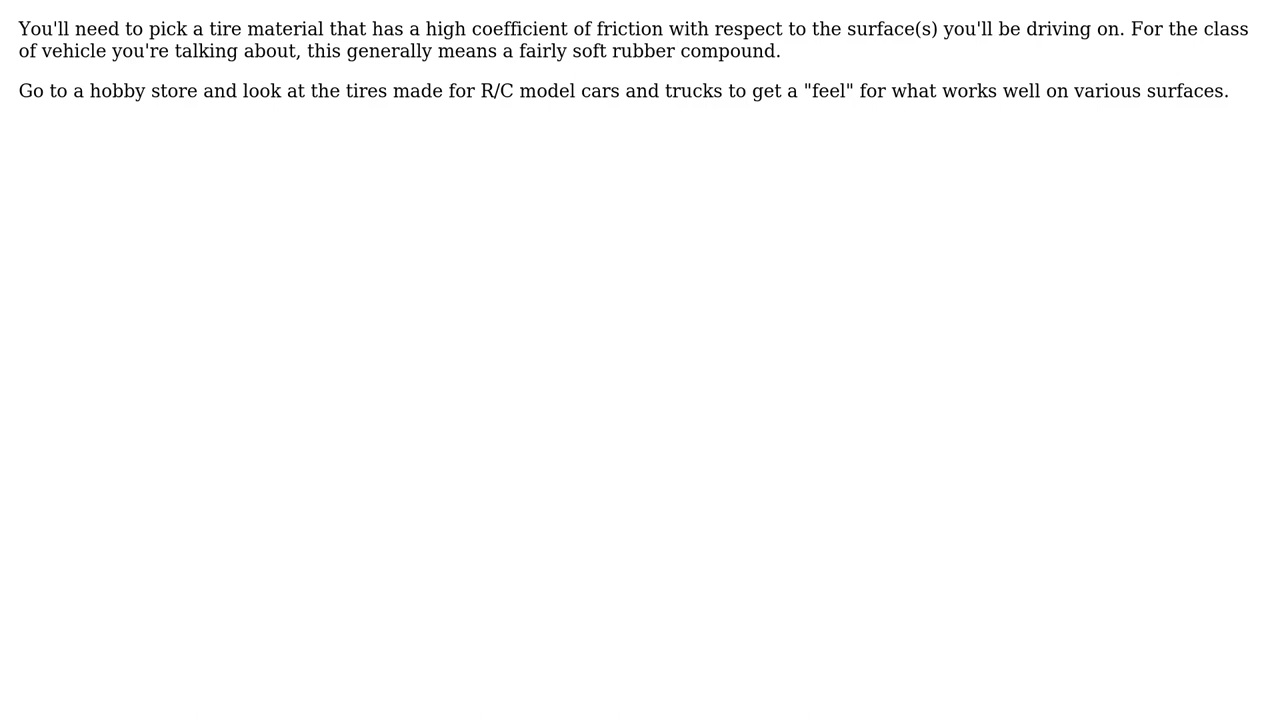 You'll need to pick a tire material that has a high coefficient of friction with respect to the surface(s) you'll be driving on. For the class
of vehicle you're talking about, this generally means a fairly soft rubber compound.
Go to a hobby store and look at the tires made for R/C model cars and trucks to get a "feel" for what works well on various surfaces.